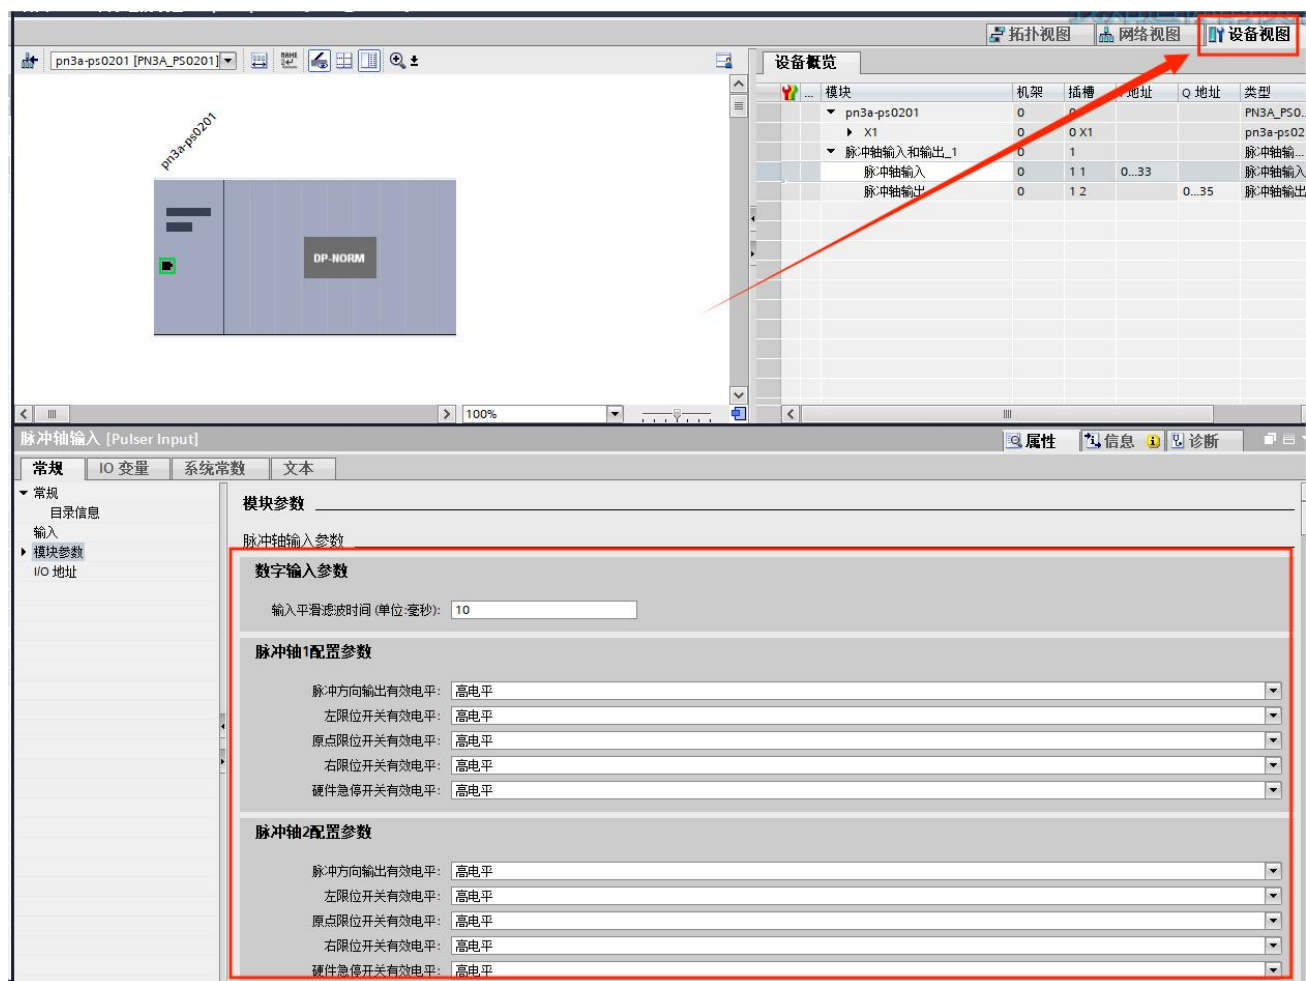 拓扑视图 网络视图 设备视图
pn3a-ps0201 [PN3A_PS0201]
设备概览
... 模块 机架 插槽 I 地址 Q 地址 类型
pn3a-ps0201 0 0 PN3A_PS0...
X1 0 0 X1 pn3a-ps02
脉冲轴输入和输出_1 0 1 脉冲轴输...
脉冲轴输入 0 1 1 0...33 脉冲轴输入
脉冲轴输出 0 1 2 0...35 脉冲轴输出
pn3a-ps0201
DP-NORM
100%
脉冲轴输入 [Pulser Input]
属性 信息 诊断
常规 IO 变量 系统常数 文本
常规
目录信息
输入
模块参数
I/O 地址
模块参数
脉冲轴输入参数
数字输入参数
输入平滑滤波时间 (单位:毫秒): 10
脉冲轴1配置参数
脉冲方向输出有效电平: 高电平
左限位开关有效电平: 高电平
原点限位开关有效电平: 高电平
右限位开关有效电平: 高电平
硬件急停开关有效电平: 高电平
脉冲轴2配置参数
脉冲方向输出有效电平: 高电平
左限位开关有效电平: 高电平
原点限位开关有效电平: 高电平
右限位开关有效电平: 高电平
硬件急停开关有效电平: 高电平